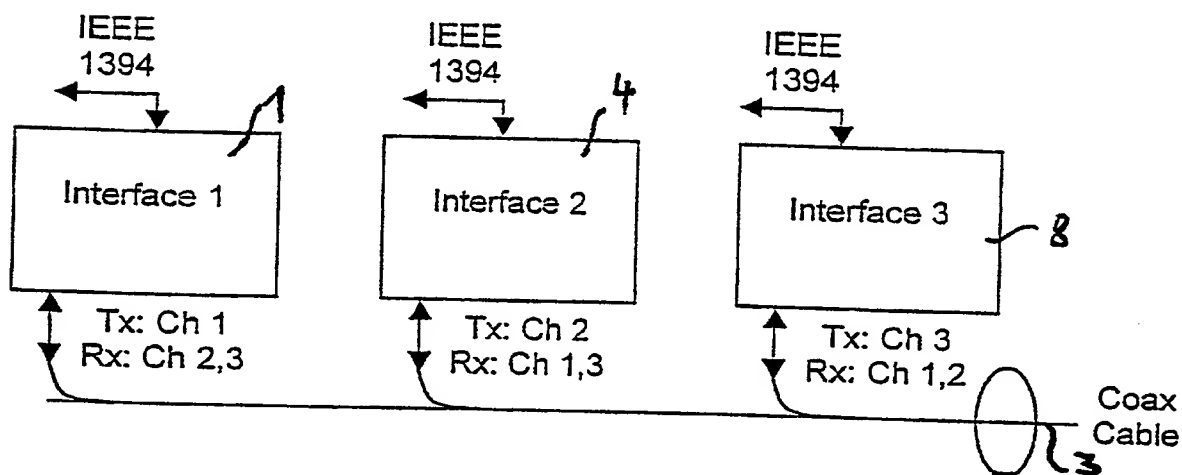 IEEE
1394
1
Interface 1
Tx: Ch 1
Rx: Ch 2,3
IEEE
1394
4
Interface 2
Tx: Ch 2
Rx: Ch 1,3
IEEE
1394
8
Interface 3
Tx: Ch 3
Rx: Ch 1,2
Coax
Cable
3